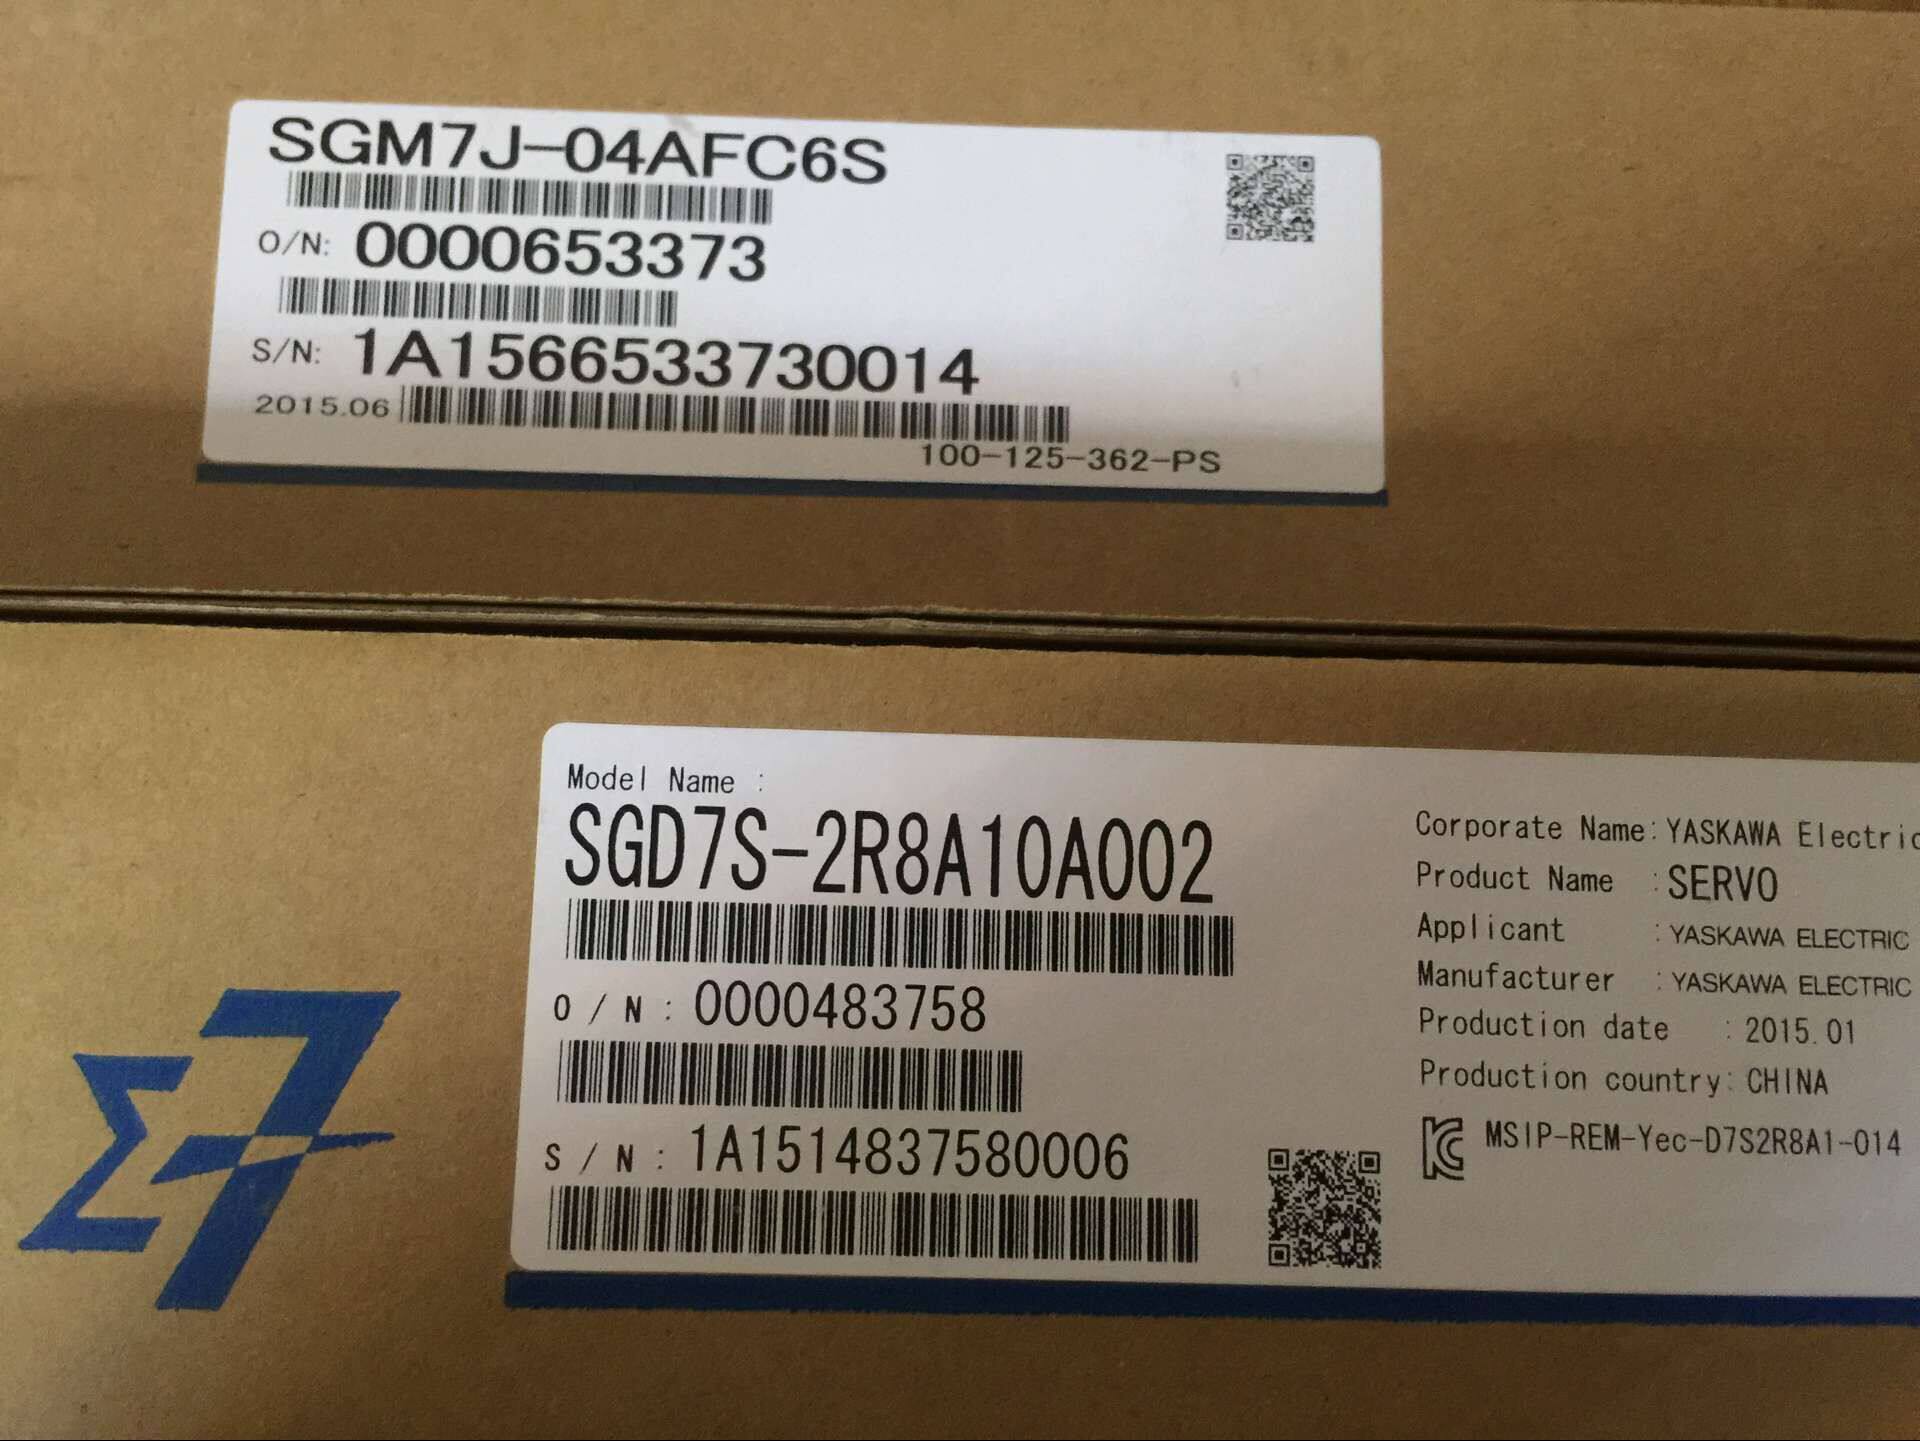 SGM7J-04AFC6S
O/N: 0000653373
S/N: 1A1566533730014
2015.06
100-125-362-PS
Model Name :
SGD7S-2R8A10A002
O / N : 0000483758
S / N : 1A1514837580006
Corporate Name: YASKAWA Electric
Product Name : SERVO
Applicant : YASKAWA ELECTRIC
Manufacturer : YASKAWA ELECTRIC
Production date : 2015.01
Production country: CHINA
MSIP-REM-Yec-D7S2R8A1-014
Σ7